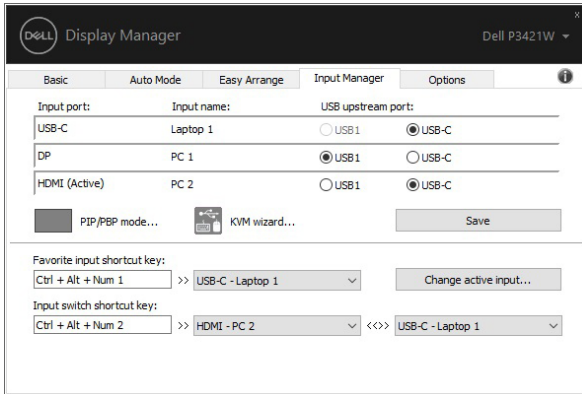 x
DELL Display Manager Dell P3421W
Basic Auto Mode Easy Arrange Input Manager Options i
Input port: Input name: USB upstream port:
USB-C Laptop 1 USB1 USB-C
DP PC 1 USB1 USB-C
HDMI (Active) PC 2 USB1 USB-C
PIP/PBP mode... KVM wizard... Save
Favorite input shortcut key:
Ctrl + Alt + Num 1 >> USB-C - Laptop 1 Change active input...
Input switch shortcut key:
Ctrl + Alt + Num 2 >> HDMI - PC 2 <<>> USB-C - Laptop 1